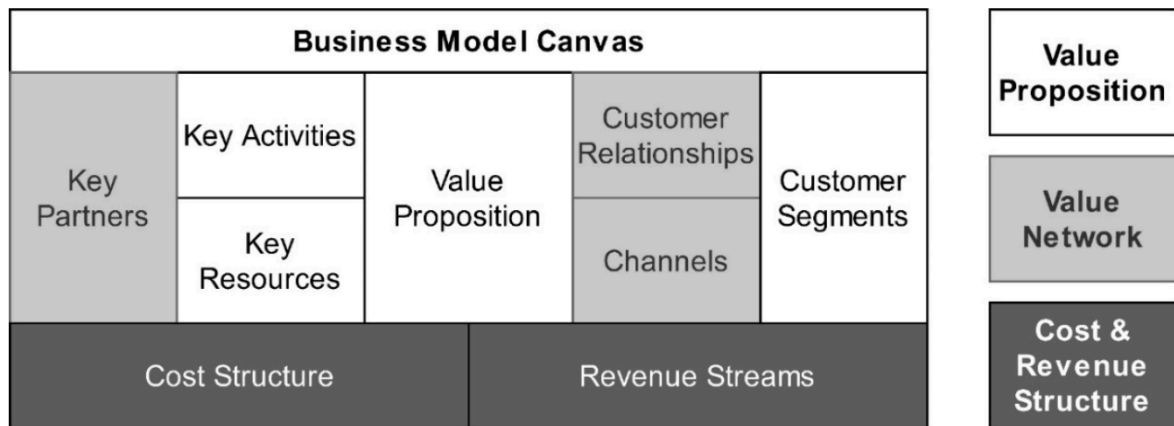 Business Model Canvas
Key
Partners
Key Activities
Key
Resources
Value
Proposition
Customer
Relationships
Channels
Customer
Segments
Cost Structure
Revenue Streams
Value
Proposition
Value
Network
Cost &
Revenue
Structure